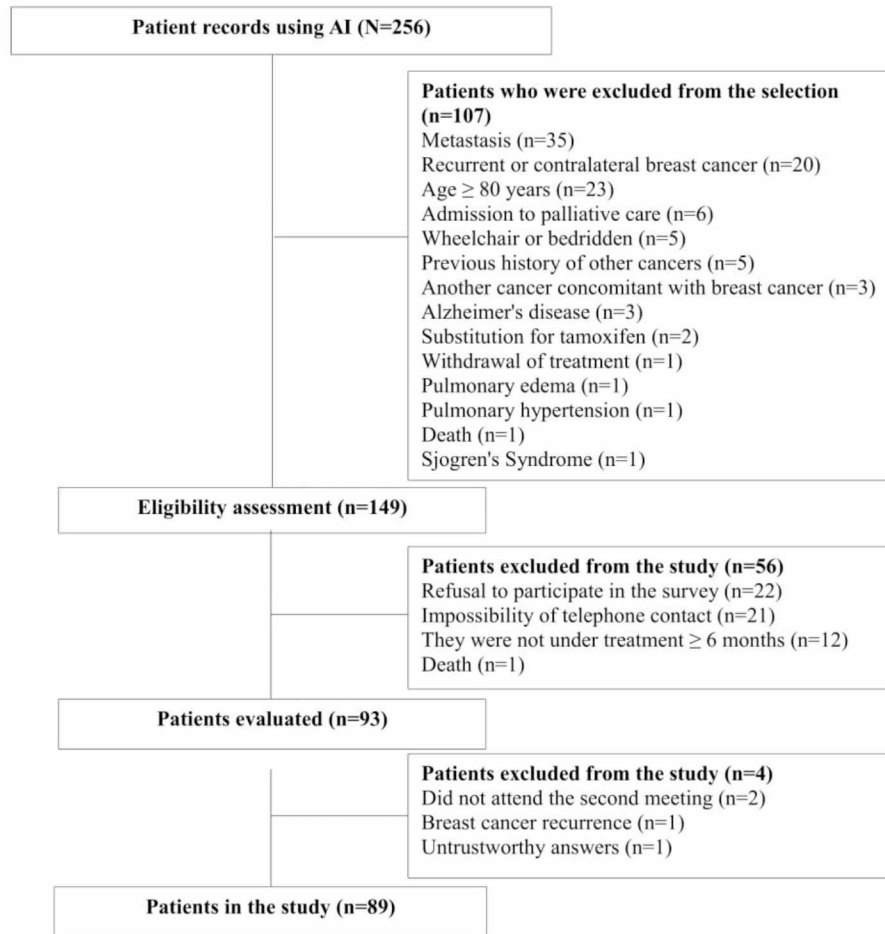 Patient records using AI (N=256)
Patients who were excluded from the selection
(n=107)
Metastasis (n=35)
Recurrent or contralateral breast cancer (n=20)
Age ≥ 80 years (n=23)
Admission to palliative care (n=6)
Wheelchair or bedridden (n=5)
Previous history of other cancers (n=5)
Another cancer concomitant with breast cancer (n=3)
Alzheimer's disease (n=3)
Substitution for tamoxifen (n=2)
Withdrawal of treatment (n=1)
Pulmonary edema (n=1)
Pulmonary hypertension (n=1)
Death (n=1)
Sjogren's Syndrome (n=1)
Eligibility assessment (n=149)
Patients excluded from the study (n=56)
Refusal to participate in the survey (n=22)
Impossibility of telephone contact (n=21)
They were not under treatment ≥ 6 months (n=12)
Death (n=1)
Patients evaluated (n=93)
Patients excluded from the study (n=4)
Did not attend the second meeting (n=2)
Breast cancer recurrence (n=1)
Untrustworthy answers (n=1)
Patients in the study (n=89)